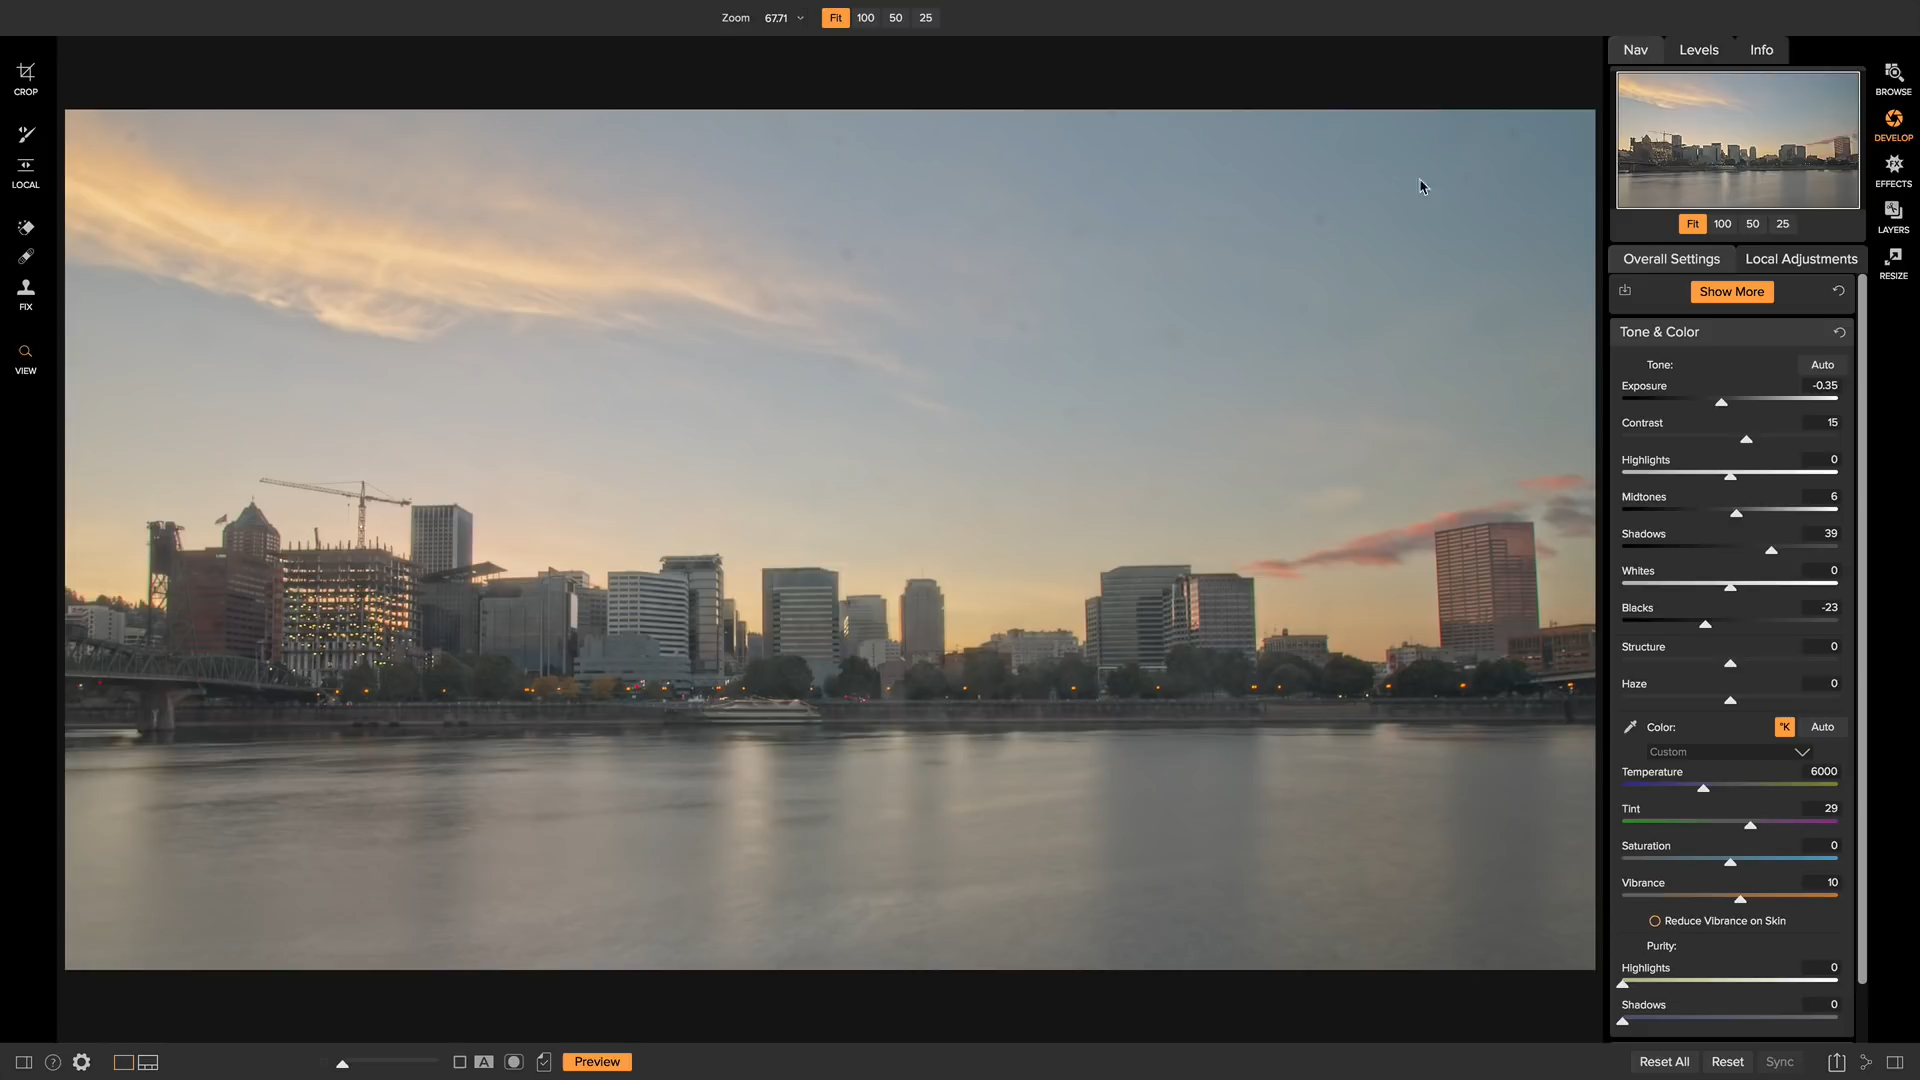 Zoom 67.71 Fit 100 50 25
CROP
LOCAL
FIX
VIEW
Nav Levels Info
Fit 100 50 25
BROWSE
DEVELOP
EFFECTS
LAYERS
RESIZE
Overall Settings Local Adjustments
Show More
Tone & Color
Tone: Auto
Exposure -0.35
Contrast 15
Highlights 0
Midtones 6
Shadows 39
Whites 0
Blacks -23
Structure 0
Haze 0
Color: °K Auto
Custom
Temperature 6000
Tint 29
Saturation 0
Vibrance 10
Reduce Vibrance on Skin
Purity:
Highlights 0
Shadows 0
? A Preview
Reset All Reset Sync